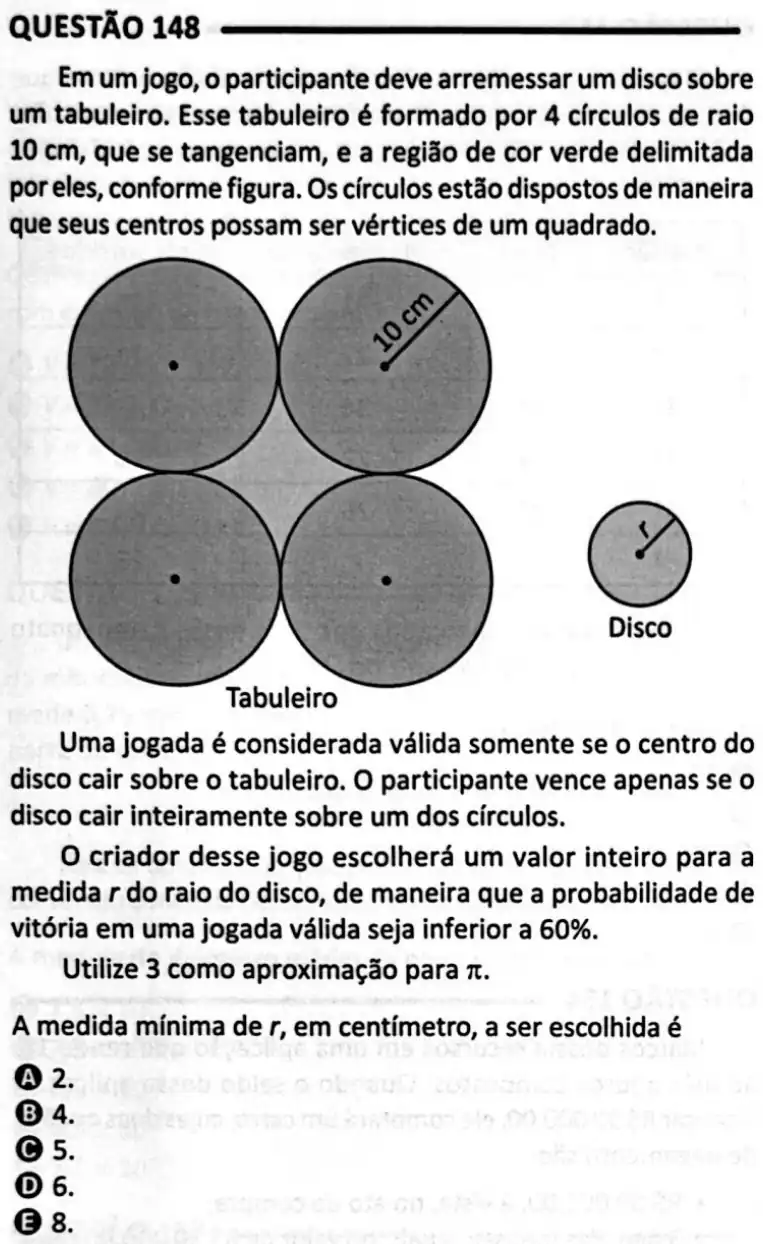 QUESTÃO 148
Em um jogo, o participante deve arremessar um disco sobre
um tabuleiro. Esse tabuleiro é formado por 4 círculos de raio
10 cm, que se tangenciam, e a região de cor verde delimitada
por eles, conforme figura. Os círculos estão dispostos de maneira
que seus centros possam ser vértices de um quadrado.
10 cm
r
Disco
Tabuleiro
Uma jogada é considerada válida somente se o centro do
disco cair sobre o tabuleiro. O participante vence apenas se o
disco cair inteiramente sobre um dos círculos.
O criador desse jogo escolherá um valor inteiro para a
medida r do raio do disco, de maneira que a probabilidade de
vitória em uma jogada válida seja inferior a 60%.
Utilize 3 como aproximação para π.
A medida mínima de r, em centímetro, a ser escolhida é
A 2.
B 4.
C 5.
D 6.
E 8.